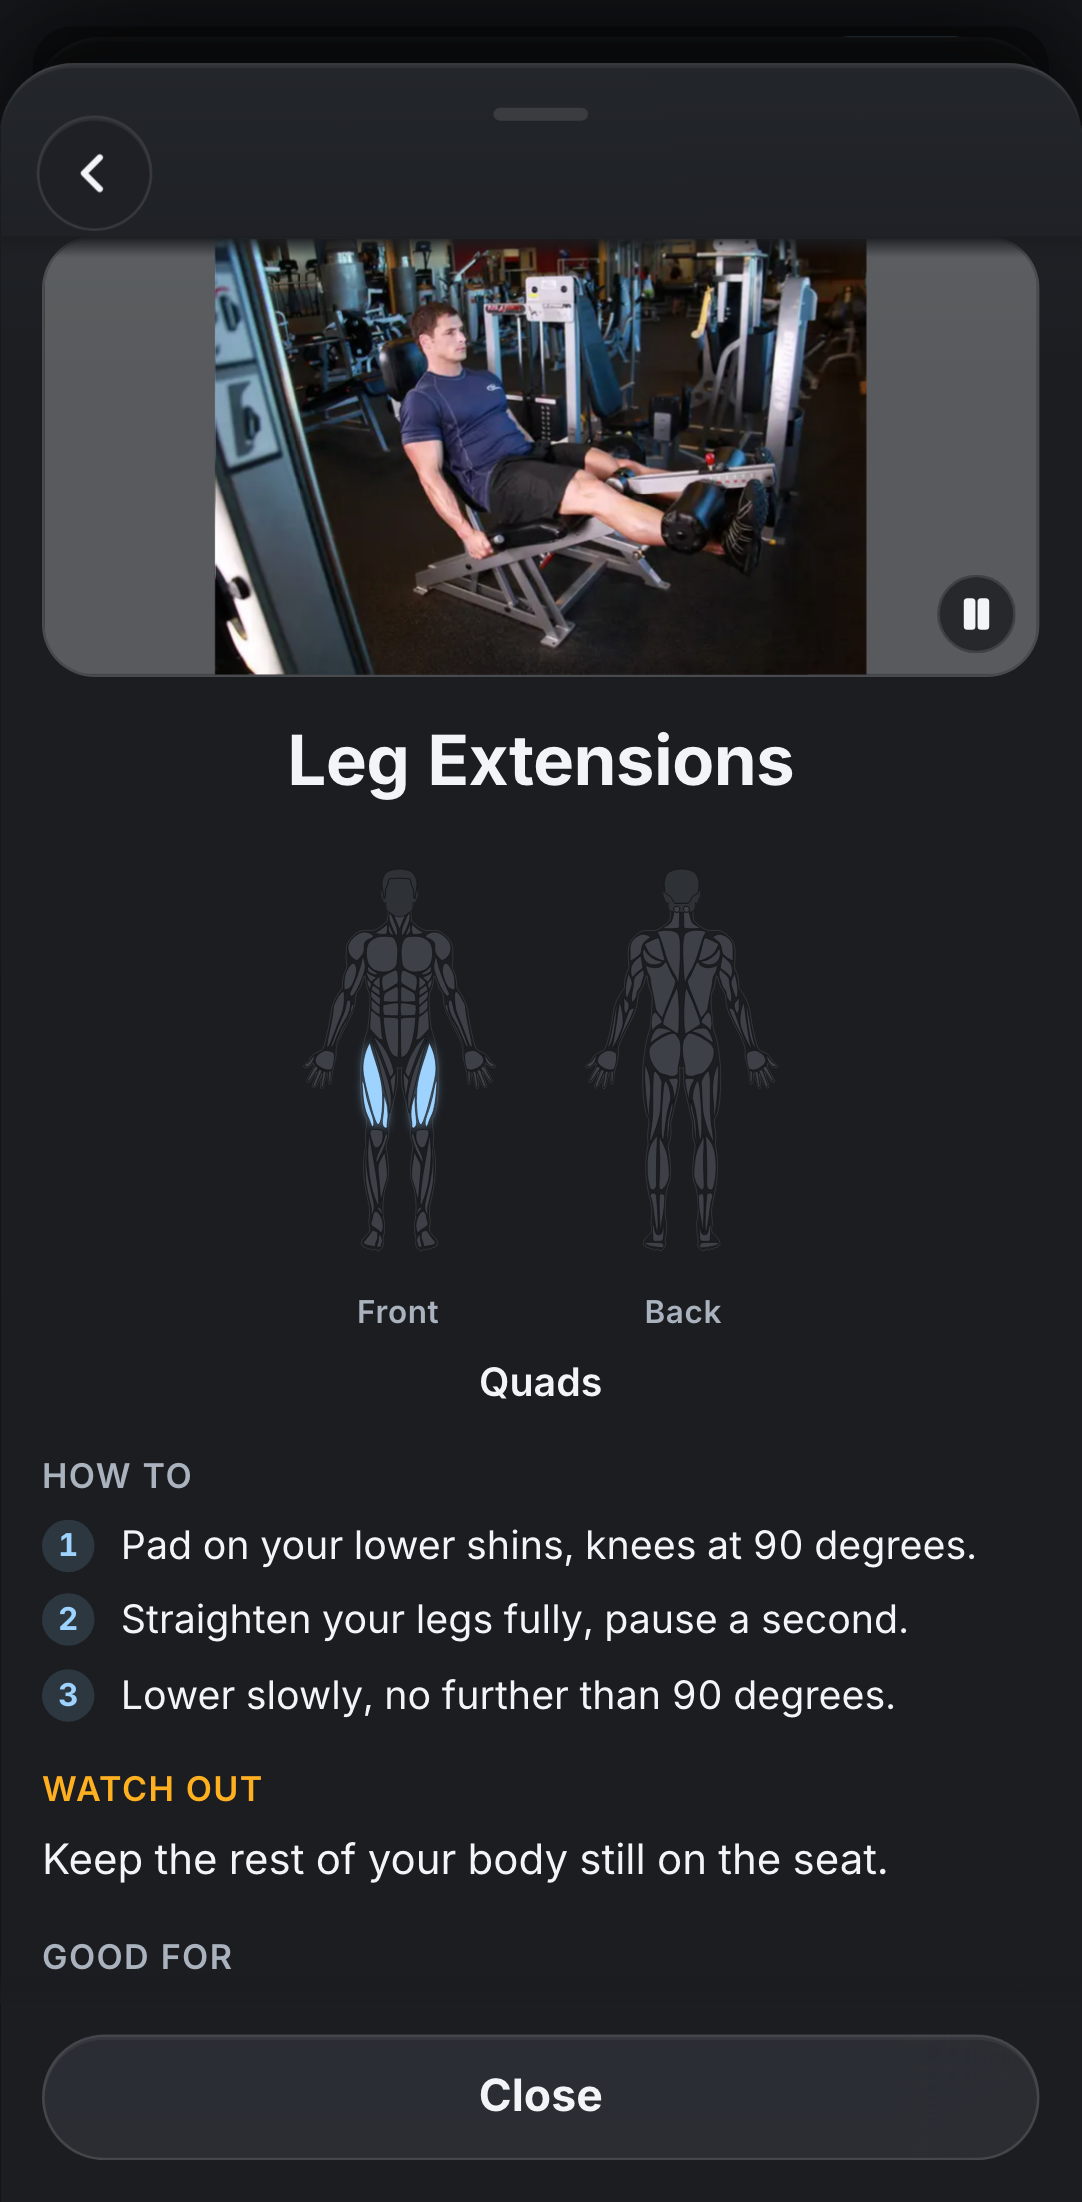 Leg Extensions
Front
Back
Quads
HOW TO
1 Pad on your lower shins, knees at 90 degrees.
2 Straighten your legs fully, pause a second.
3 Lower slowly, no further than 90 degrees.
WATCH OUT
Keep the rest of your body still on the seat.
GOOD FOR
Close